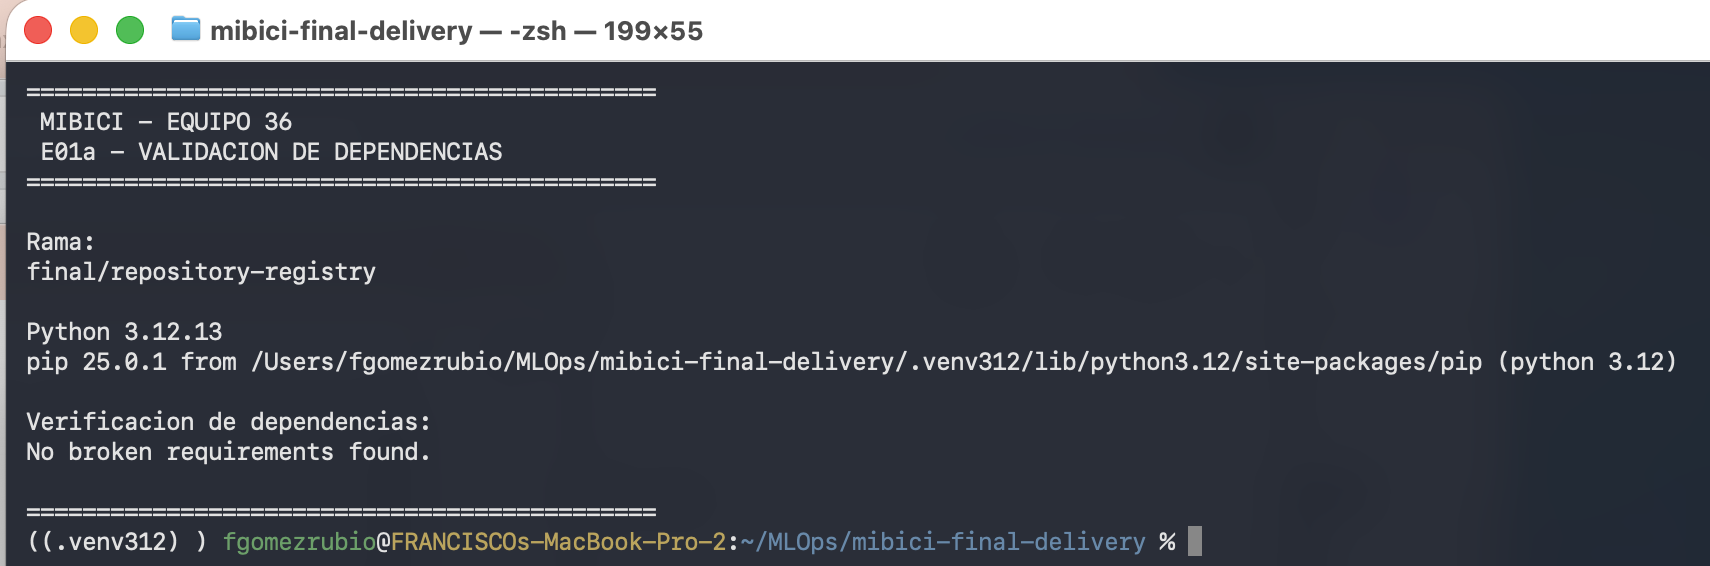 mibici-final-delivery — -zsh — 199×55
=============================================
MIBICI - EQUIPO 36
E01a - VALIDACION DE DEPENDENCIAS
=============================================
Rama:
final/repository-registry
Python 3.12.13
pip 25.0.1 from /Users/fgomezrubio/MLOps/mibici-final-delivery/.venv312/lib/python3.12/site-packages/pip (python 3.12)
Verificacion de dependencias:
No broken requirements found.
=============================================
((.venv312) ) fgomezrubio@FRANCISCOs-MacBook-Pro-2:~/MLOps/mibici-final-delivery %